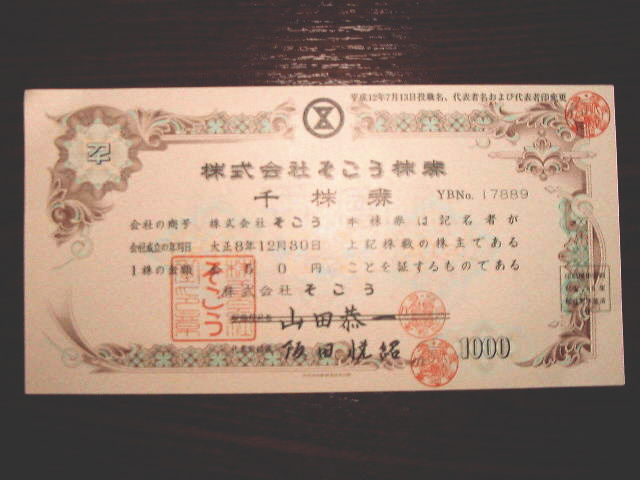 平成12年7月13日役職名、代表者名および代表者印変更
株式会社そごう株券
千株券
YBNo. 17889
会社の商号 株式会社そごう
会社成立の年月日 大正8年12月30日
1株の金額 金50円
本株券は記名者が
上記株数の株主である
ことを証するものである
株式会社そごう
山田恭一
阪田悦紹
1000